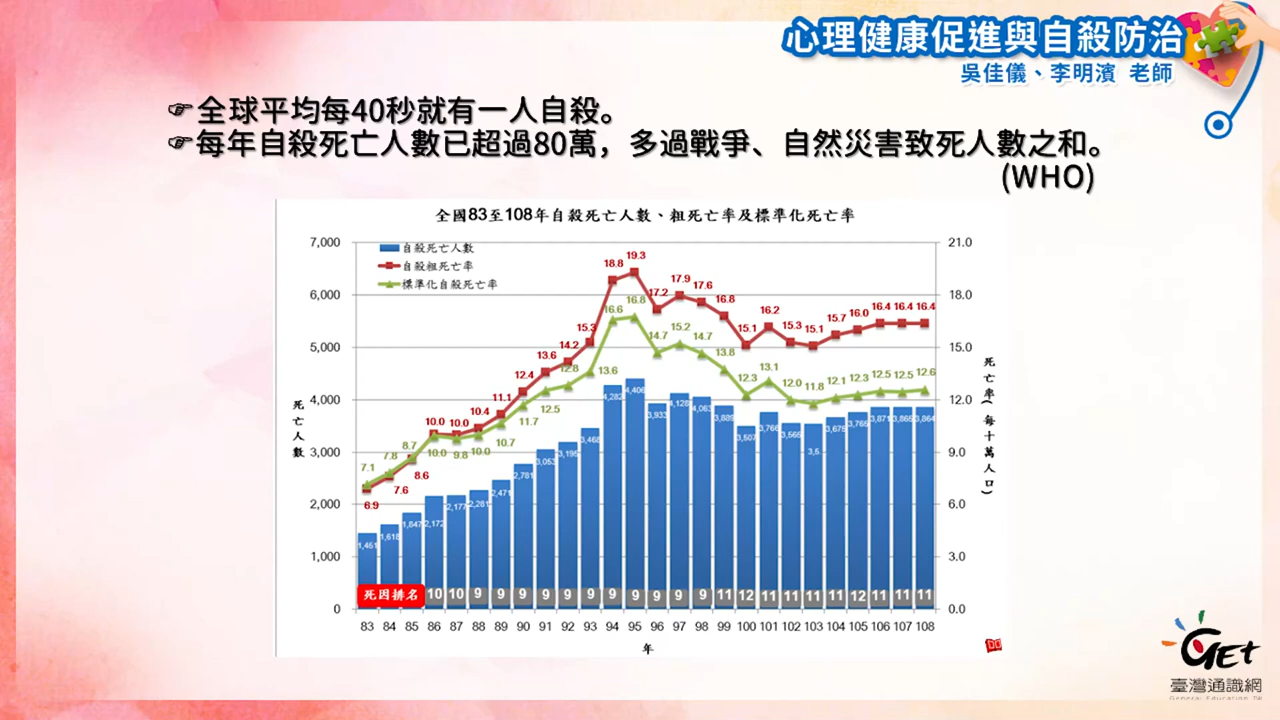 心理健康促進與自殺防治
吳佳儀、李明濱 老師
☞全球平均每40秒就有一人自殺。
☞每年自殺死亡人數已超過80萬，多過戰爭、自然災害致死人數之和。
(WHO)
全國83至108年自殺死亡人數、粗死亡率及標準化死亡率
自殺死亡人數
自殺粗死亡率
標準化自殺死亡率
死亡人數
死亡率(每十萬人口)
7,000
6,000
5,000
4,000
3,000
2,000
1,000
0
21.0
18.0
15.0
12.0
9.0
6.0
3.0
0.0
6.9 7.6 8.6 10.0 10.0 10.4 11.1 12.4 13.6 14.2 15.3 18.8 19.3 17.2 17.9 17.6 16.8 15.1 16.2 15.3 15.1 15.7 16.0 16.4 16.4 16.4
7.1 7.8 8.7 10.0 9.8 10.0 10.7 11.7 12.5 12.8 13.6 16.6 16.8 14.7 15.2 14.7 13.8 12.3 13.1 12.0 11.8 12.1 12.3 12.5 12.5 12.6
1,451 1,618 1,847 2,172 2,177 2,281 2,471 2,781 3,053 3,195 3,468 4,282 4,406 3,933 4,128 4,063 3,889 3,507 3,766 3,565 3,5 3,675 3,765 3,871 3,865 3,864
死因排名 10 10 9 9 9 9 9 9 9 9 9 9 11 12 11 11 11 11 12 11 11 11
83 84 85 86 87 88 89 90 91 92 93 94 95 96 97 98 99 100 101 102 103 104 105 106 107 108
年
GET
臺灣通識網
General Education TW